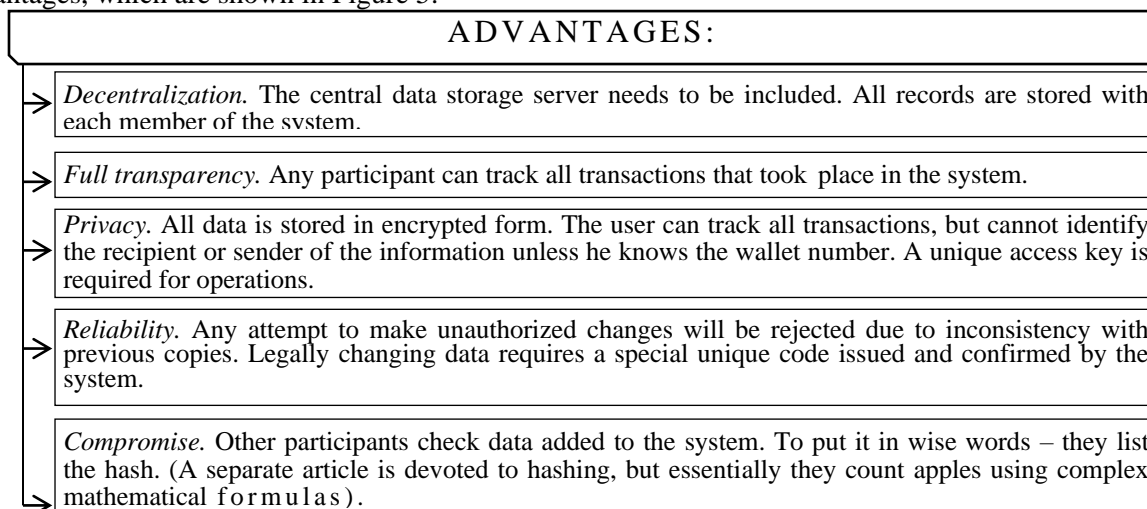 antages, which are shown in Figure 3.
ADVANTAGES:
Decentralization. The central data storage server needs to be included. All records are stored with
each member of the system.
Full transparency. Any participant can track all transactions that took place in the system.
Privacy. All data is stored in encrypted form. The user can track all transactions, but cannot identify
the recipient or sender of the information unless he knows the wallet number. A unique access key is
required for operations.
Reliability. Any attempt to make unauthorized changes will be rejected due to inconsistency with
previous copies. Legally changing data requires a special unique code issued and confirmed by the
system.
Compromise. Other participants check data added to the system. To put it in wise words – they list
the hash. (A separate article is devoted to hashing, but essentially they count apples using complex
mathematical formulas).